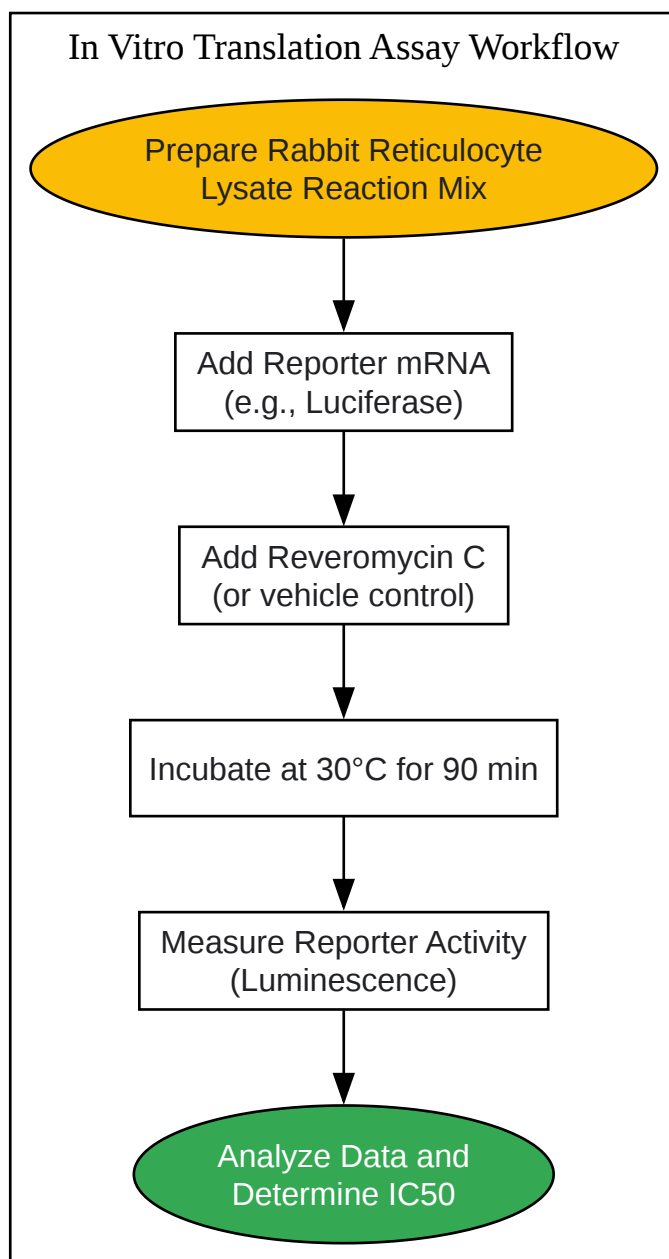 In Vitro Translation Assay Workflow
Prepare Rabbit Reticulocyte
Lysate Reaction Mix
Add Reporter mRNA
(e.g., Luciferase)
Add Reveromycin C
(or vehicle control)
Incubate at 30°C for 90 min
Measure Reporter Activity
(Luminescence)
Analyze Data and
Determine IC50